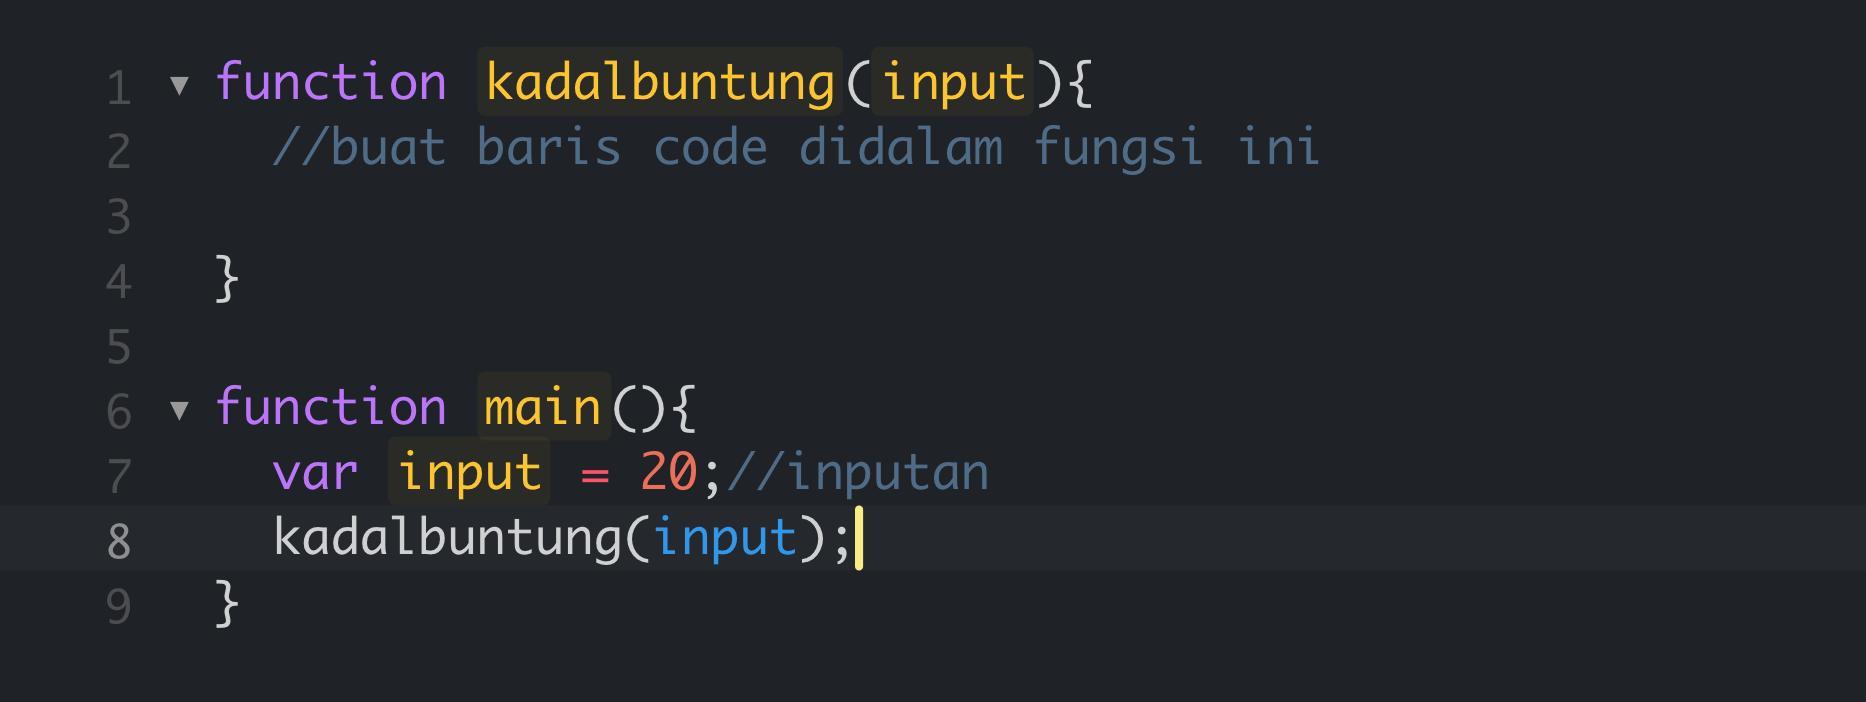 1 ▼ function kadalbuntung(input){
2 //buat baris code didalam fungsi ini
3
4 }
5
6 ▼ function main(){
7 var input = 20;//inputan
8 kadalbuntung(input);
9 }